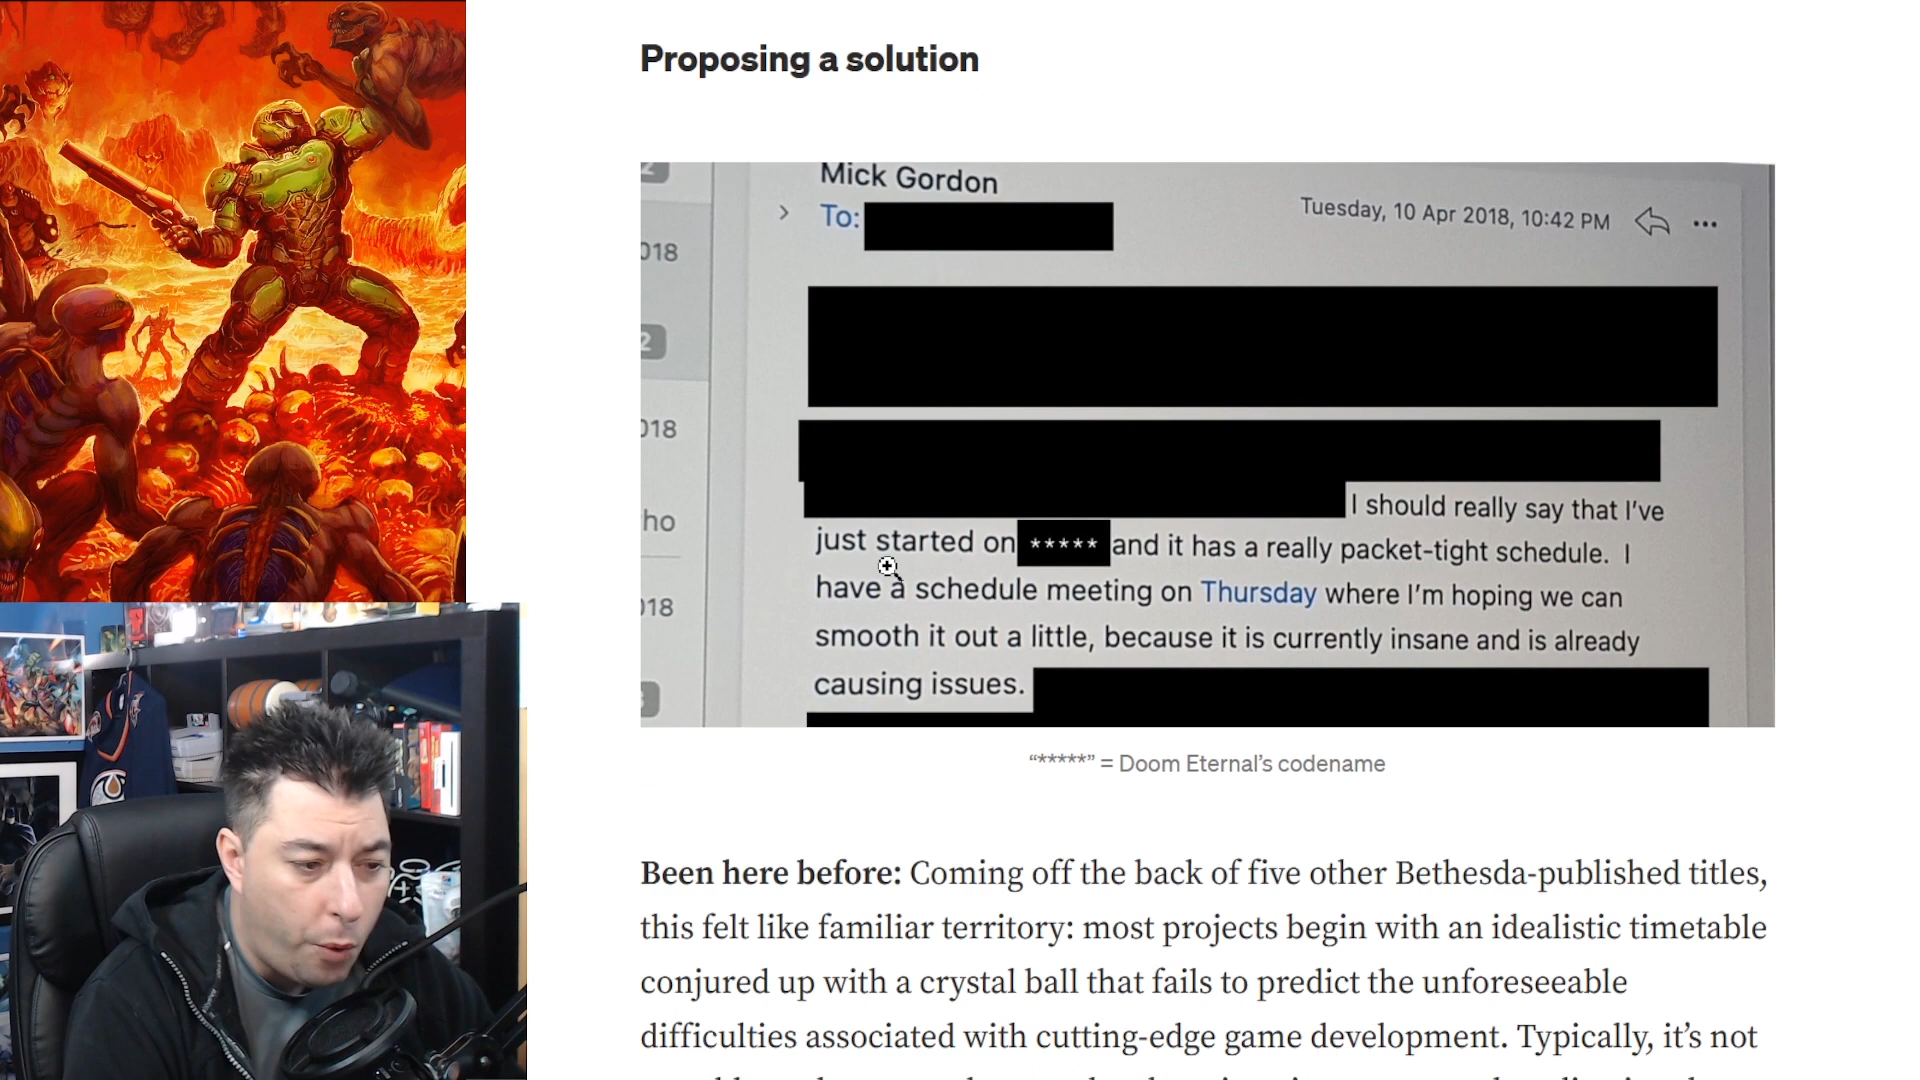 Proposing a solution
Mick Gordon
To:
Tuesday, 10 Apr 2018, 10:42 PM
018
2
018
ho
018
I should really say that I've
just started on ***** and it has a really packet-tight schedule. I
have a schedule meeting on Thursday where I'm hoping we can
smooth it out a little, because it is currently insane and is already
causing issues.
“*****” = Doom Eternal’s codename
Been here before: Coming off the back of five other Bethesda-published titles,
this felt like familiar territory: most projects begin with an idealistic timetable
conjured up with a crystal ball that fails to predict the unforeseeable
difficulties associated with cutting-edge game development. Typically, it’s not